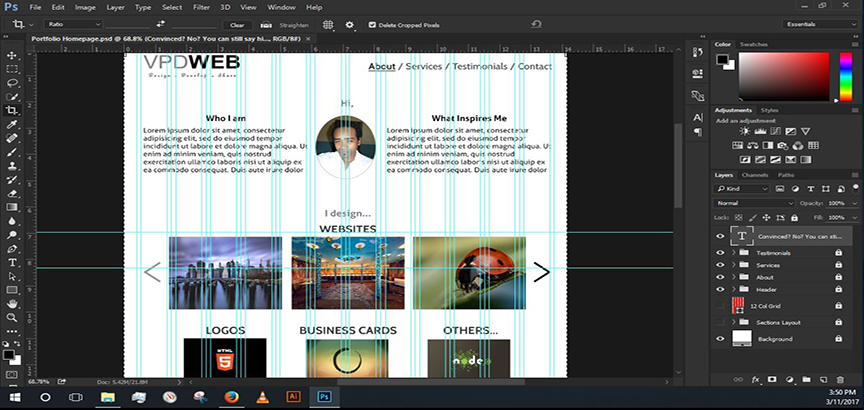 Ps File Edit Image Layer Type Select Filter 3D View Window Help
Ratio Clear Straighten Delete Cropped Pixels Essentials
Portfolio Homepage.psd @ 68.8% (Convinced? No? You can still say hi..., RGB/8#)
VPDWEB
Design - Develop - Share
About / Services / Testimonials / Contact
Hi,
Who I am
Lorem ipsum dolor sit amet, consectetur
adipisicing elit, sed do eiusmod tempor
incididunt ut labore et dolore magna aliqua. Ut
enim ad minim veniam, quis nostrud
exercitation ullamco laboris nisi ut aliquip ex
ea commodo consequat. Duis aute irure dolor
What Inspires Me
Lorem ipsum dolor sit amet, consectetur
adipisicing elit, sed do eiusmod tempor
incididunt ut labore et dolore magna aliqua. Ut
enim ad minim veniam, quis nostrud
exercitation ullamco laboris nisi ut aliquip ex
ea commodo consequat. Duis aute irure dolor
I design...
WEBSITES
LOGOS BUSINESS CARDS OTHERS...
HTML
5
node
68.78% Doc: 5.42M/21.8M
Color Swatches
Adjustments Styles
Add an adjustment
Layers Channels Paths
Kind
Normal Opacity: 100%
Lock: Fill: 100%
T Convinced? No? You can sti...
Testimonials
Services
About
Header
12 Col Grid
Sections Layout
Background
Ai Ps
3:50 PM
3/11/2017